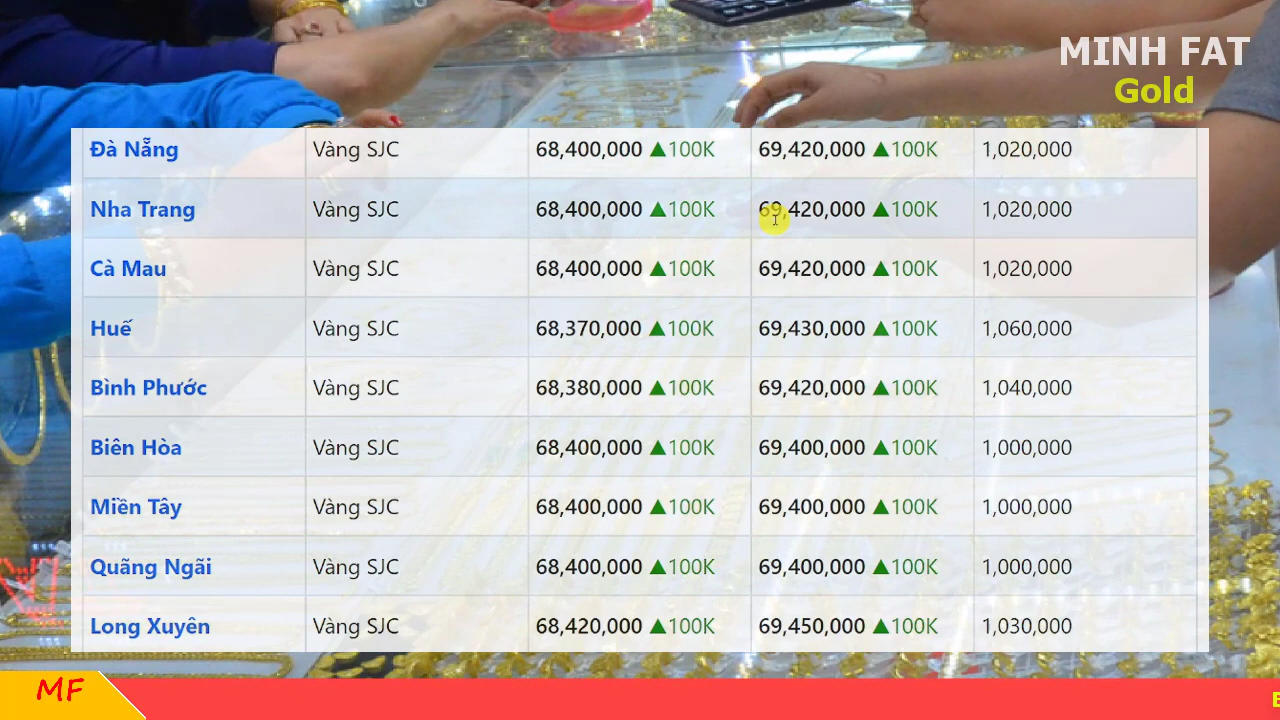 MINH FAT
Gold
Đà Nẵng Vàng SJC 68,400,000 ▲100K 69,420,000 ▲100K 1,020,000
Nha Trang Vàng SJC 68,400,000 ▲100K 69,420,000 ▲100K 1,020,000
Cà Mau Vàng SJC 68,400,000 ▲100K 69,420,000 ▲100K 1,020,000
Huế Vàng SJC 68,370,000 ▲100K 69,430,000 ▲100K 1,060,000
Bình Phước Vàng SJC 68,380,000 ▲100K 69,420,000 ▲100K 1,040,000
Biên Hòa Vàng SJC 68,400,000 ▲100K 69,400,000 ▲100K 1,000,000
Miền Tây Vàng SJC 68,400,000 ▲100K 69,400,000 ▲100K 1,000,000
Quãng Ngãi Vàng SJC 68,400,000 ▲100K 69,400,000 ▲100K 1,000,000
Long Xuyên Vàng SJC 68,420,000 ▲100K 69,450,000 ▲100K 1,030,000
MF